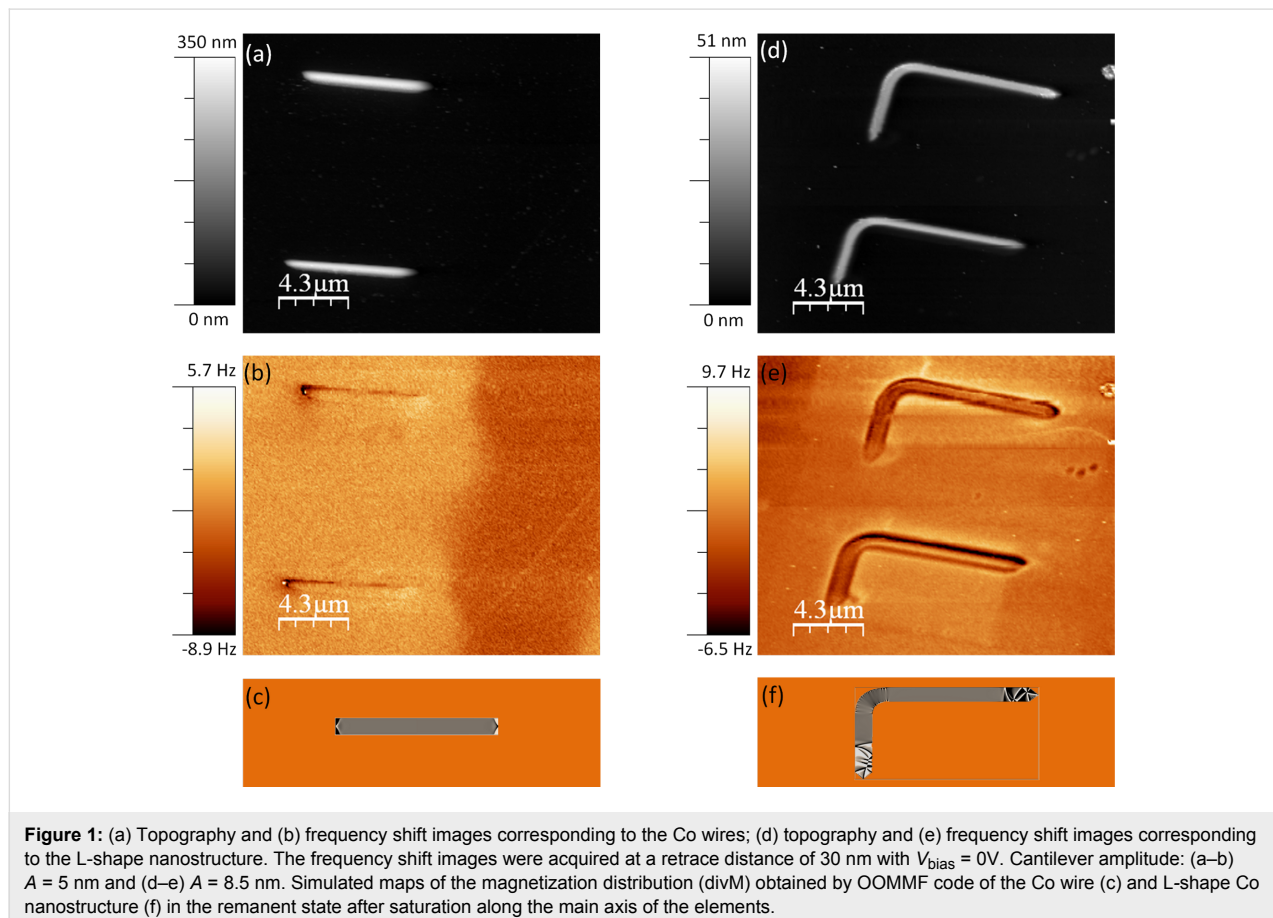 350 nm
(a)
4.3µm
0 nm
51 nm
(d)
4.3µm
0 nm
5.7 Hz
(b)
4.3µm
-8.9 Hz
9.7 Hz
(e)
4.3µm
-6.5 Hz
(c)
(f)
Figure 1: (a) Topography and (b) frequency shift images corresponding to the Co wires; (d) topography and (e) frequency shift images corresponding
to the L-shape nanostructure. The frequency shift images were acquired at a retrace distance of 30 nm with Vbias = 0V. Cantilever amplitude: (a–b)
A = 5 nm and (d–e) A = 8.5 nm. Simulated maps of the magnetization distribution (divM) obtained by OOMMF code of the Co wire (c) and L-shape Co
nanostructure (f) in the remanent state after saturation along the main axis of the elements.